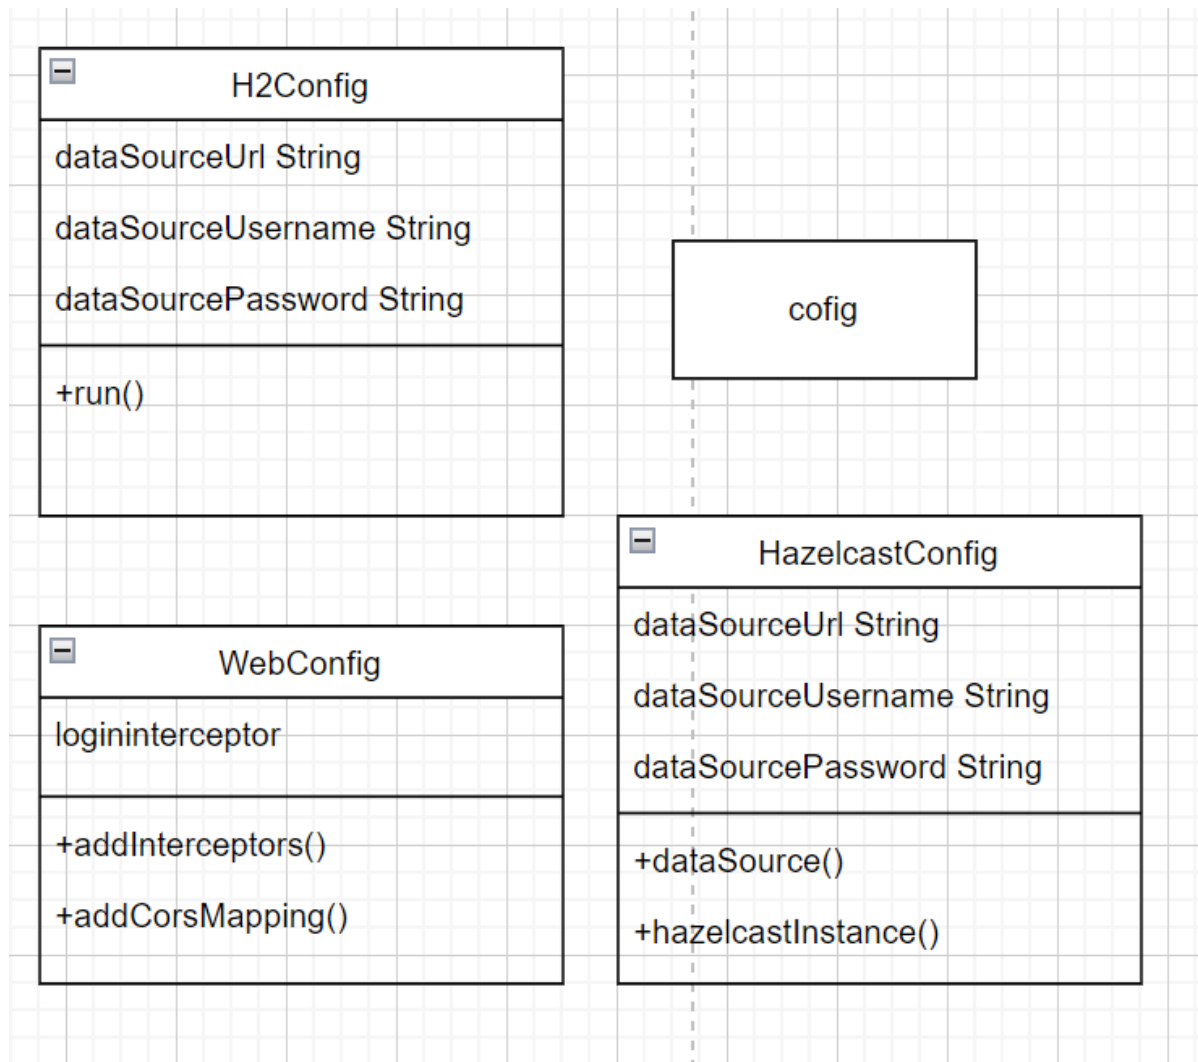 H2Config
dataSourceUrl String
dataSourceUsername String
dataSourcePassword String
+run()
cofig
WebConfig
logininterceptor
+addInterceptors()
+addCorsMapping()
HazelcastConfig
dataSourceUrl String
dataSourceUsername String
dataSourcePassword String
+dataSource()
+hazelcastInstance()